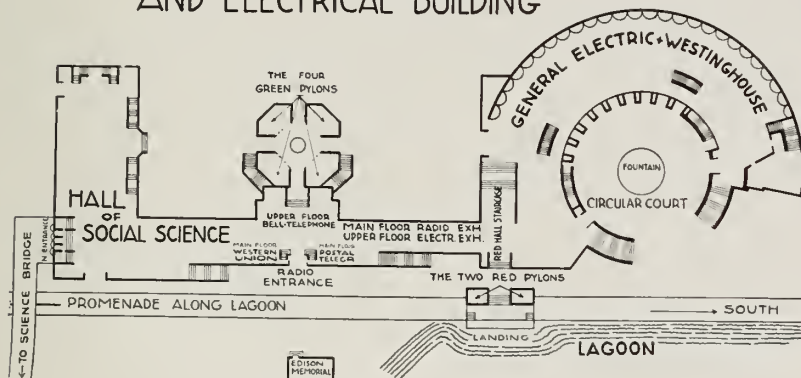 AND ELECTRICAL BUILDING
THE FOUR
GREEN PYLONS
GENERAL ELECTRIC + WESTINGHOUSE
FOUNTAIN
CIRCULAR COURT
HALL
OF
SOCIAL SCIENCE
N ENTRANCE
UPPER FLOOR
BELL-TELEPHONE
MAIN FLOOR RADIO EXH.
UPPER FLOOR ELECTR. EXH.
RED HALL STAIRCASE
MAIN FLOOR
WESTERN
UNION
MAIN FLOOR
POSTAL
TELEGR.
RADIO
ENTRANCE
THE TWO RED PYLONS
TO SCIENCE BRIDGE
PROMENADE ALONG LAGOON
SOUTH
LANDING
LAGOON
EDISON
MEMORIAL